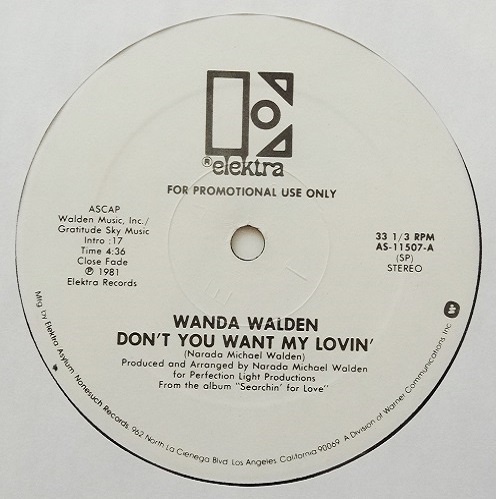 ® elektra
FOR PROMOTIONAL USE ONLY
ASCAP
Walden Music, Inc./
Gratitude Sky Music
Intro :17
Time 4:36
Close Fade
℗ 1981
Elektra Records
33 1/3 RPM
AS-11507-A
(SP)
STEREO
WANDA WALDEN
DON'T YOU WANT MY LOVIN'
(Narada Michael Walden)
Produced and Arranged by Narada Michael Walden
for Perfection Light Productions
From the album "Searchin' for Love"
Mfg by Elektra Asylum Nonesuch Records, 962 North La Cienega Blvd Los Angeles, California 90069. A Division of Warner Communications Inc.